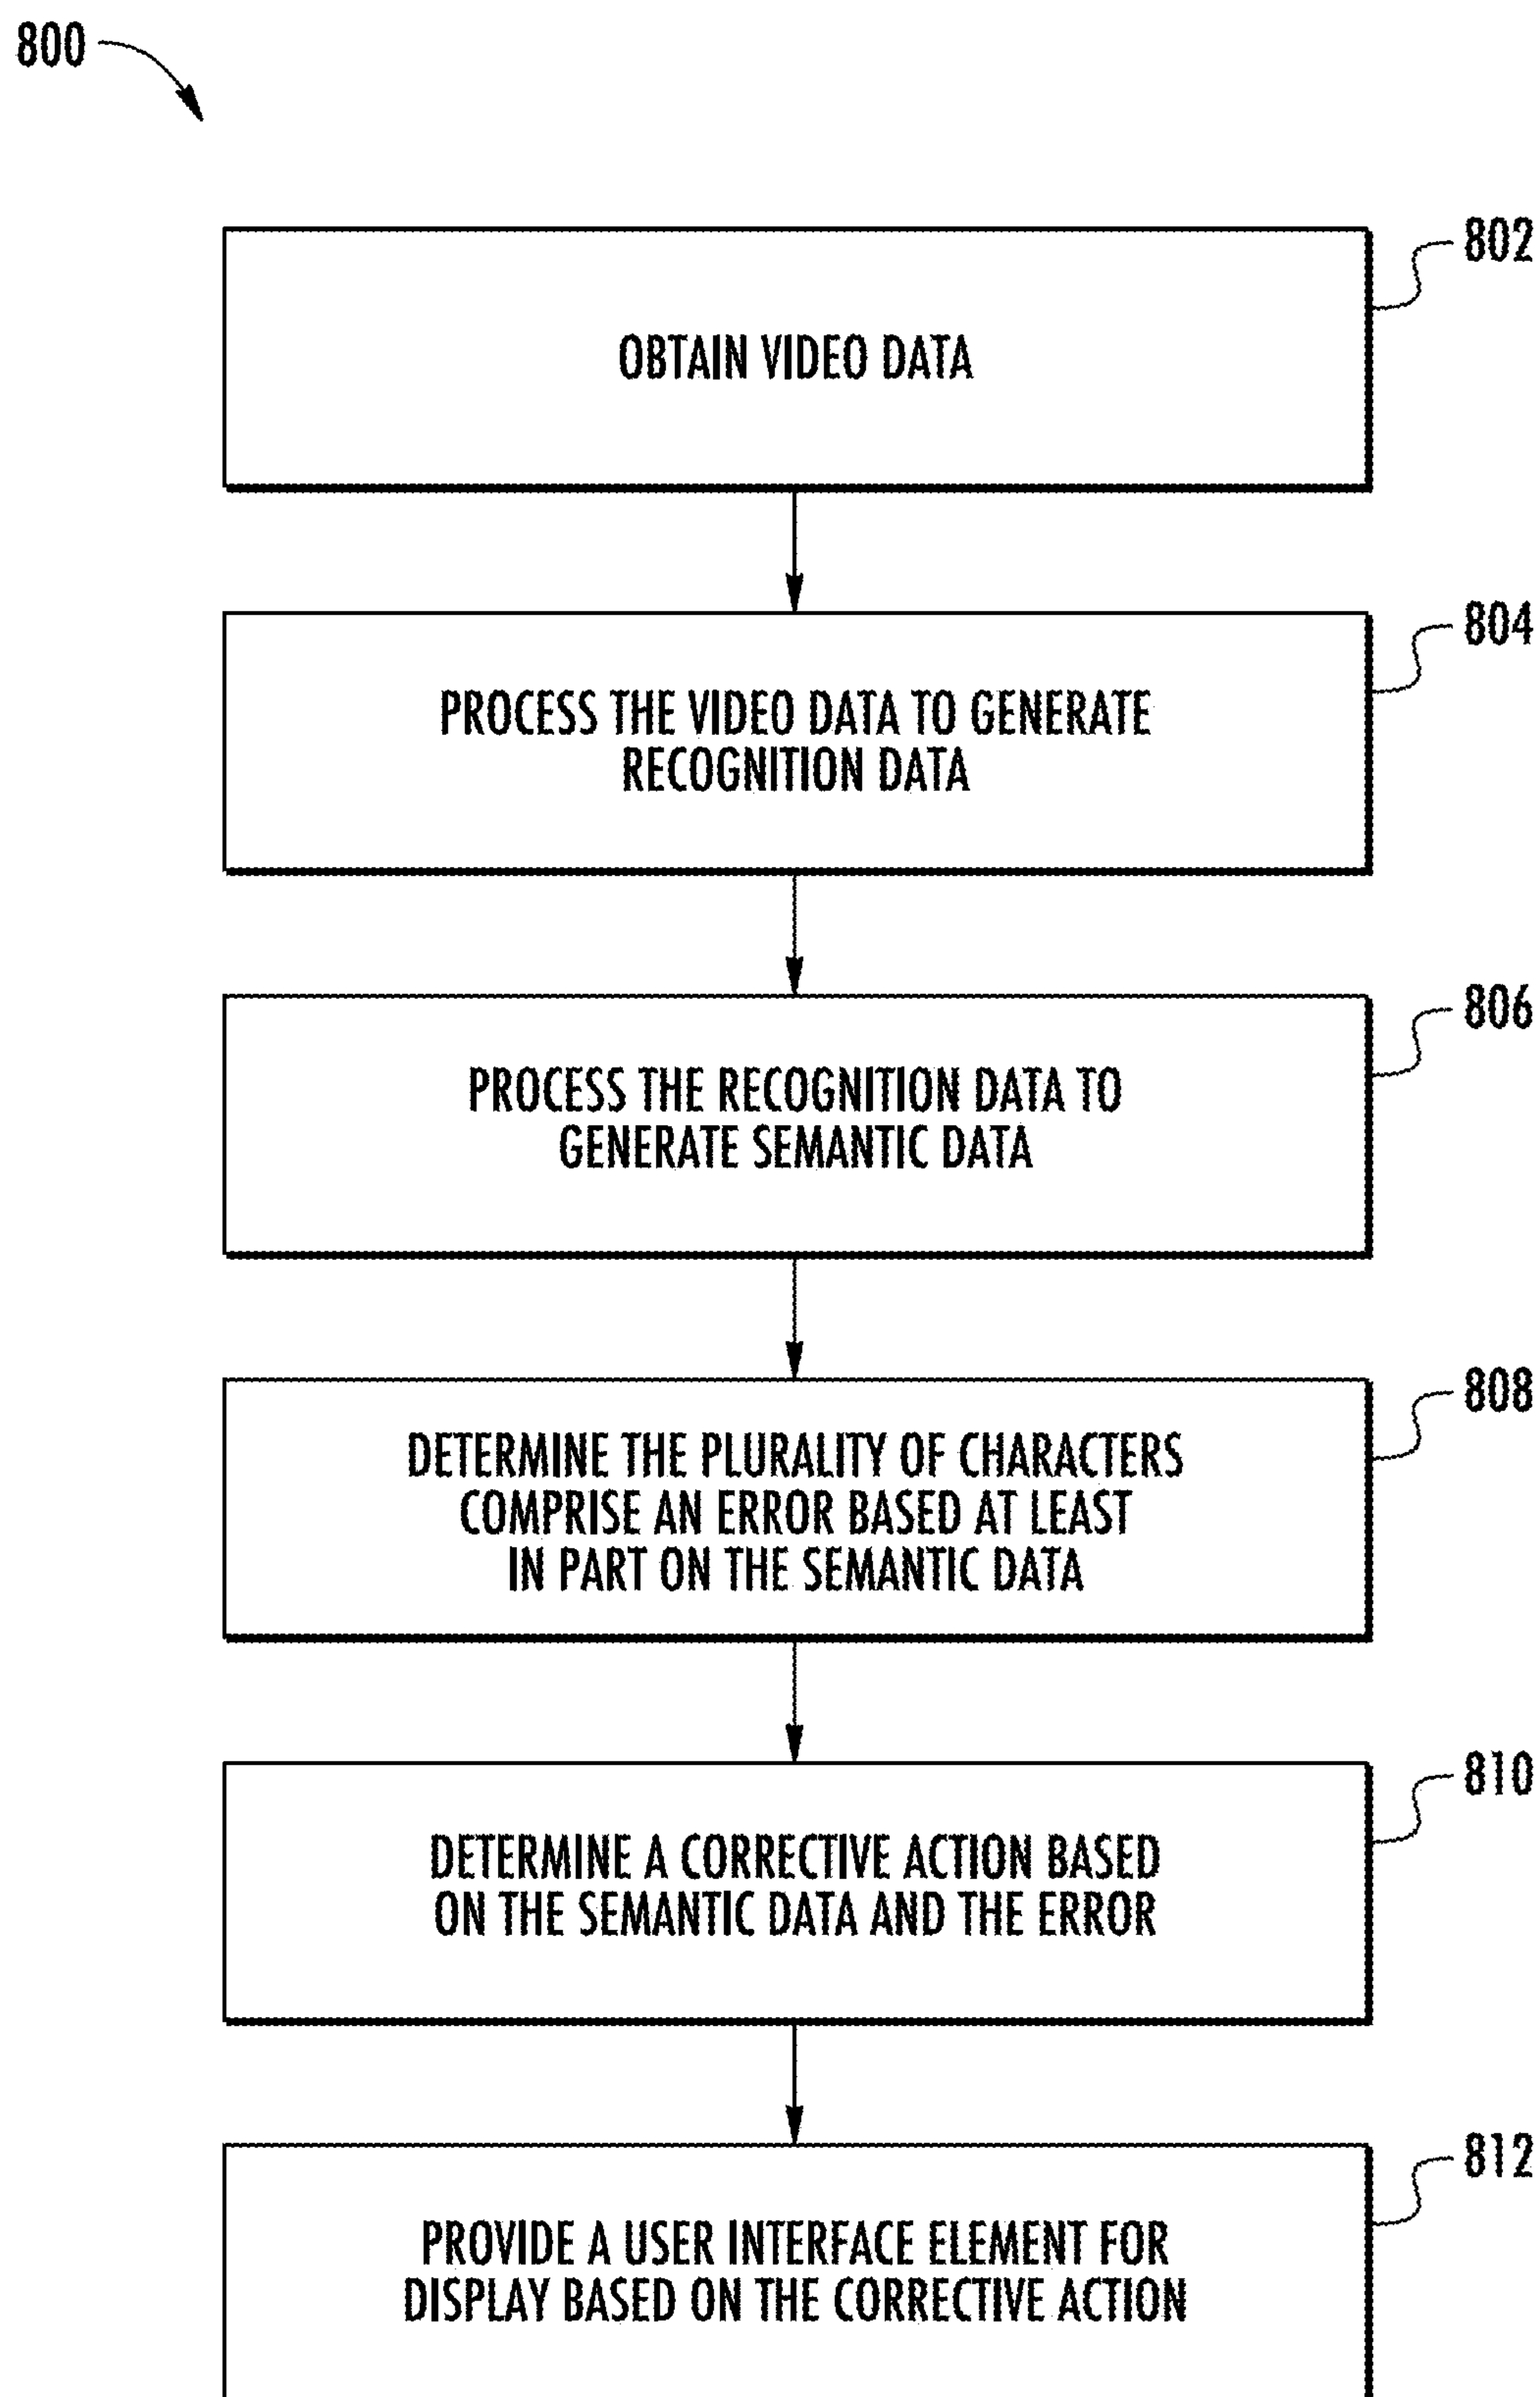 800
802
OBTAIN VIDEO DATA
804
PROCESS THE VIDEO DATA TO GENERATE
RECOGNITION DATA
806
PROCESS THE RECOGNITION DATA TO
GENERATE SEMANTIC DATA
808
DETERMINE THE PLURALITY OF CHARACTERS
COMPRISE AN ERROR BASED AT LEAST
IN PART ON THE SEMANTIC DATA
810
DETERMINE A CORRECTIVE ACTION BASED
ON THE SEMANTIC DATA AND THE ERROR
812
PROVIDE A USER INTERFACE ELEMENT FOR
DISPLAY BASED ON THE CORRECTIVE ACTION